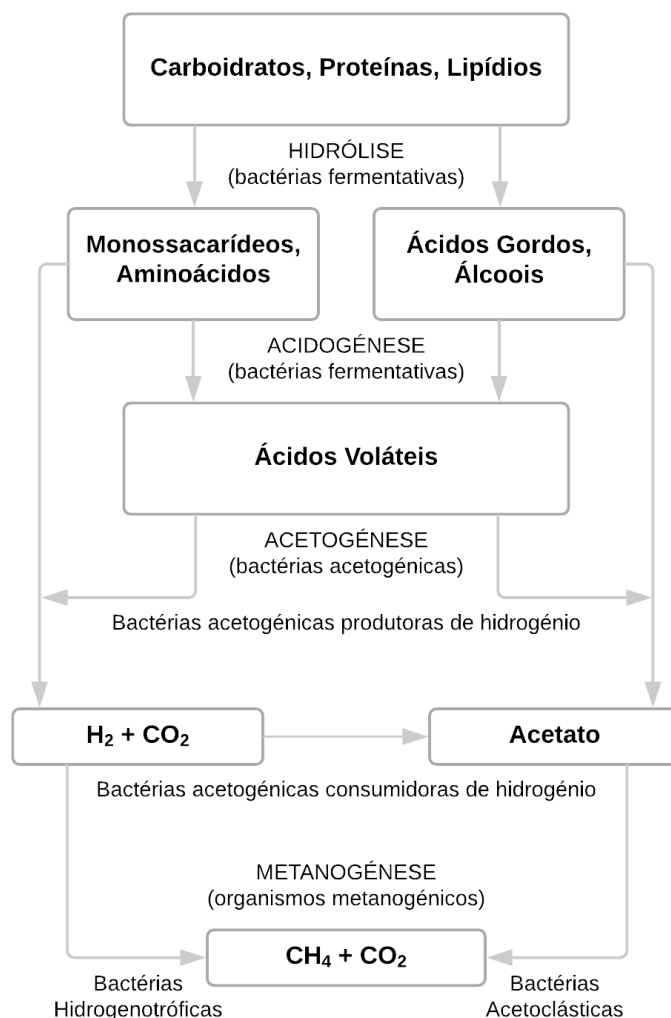 Carboidratos, Proteínas, Lipídios
HIDRÓLISE
(bactérias fermentativas)
Monossacarídeos,
Aminoácidos
Ácidos Gordos,
Álcoois
ACIDOGÉNESE
(bactérias fermentativas)
Ácidos Voláteis
ACETOGÉNESE
(bactérias acetogénicas)
Bactérias acetogénicas produtoras de hidrogénio
H₂ + CO₂
Acetato
Bactérias acetogénicas consumidoras de hidrogénio
METANOGÉNESE
(organismos metanogénicos)
CH₄ + CO₂
Bactérias
Hidrogenotróficas
Bactérias
Acetoclásticas